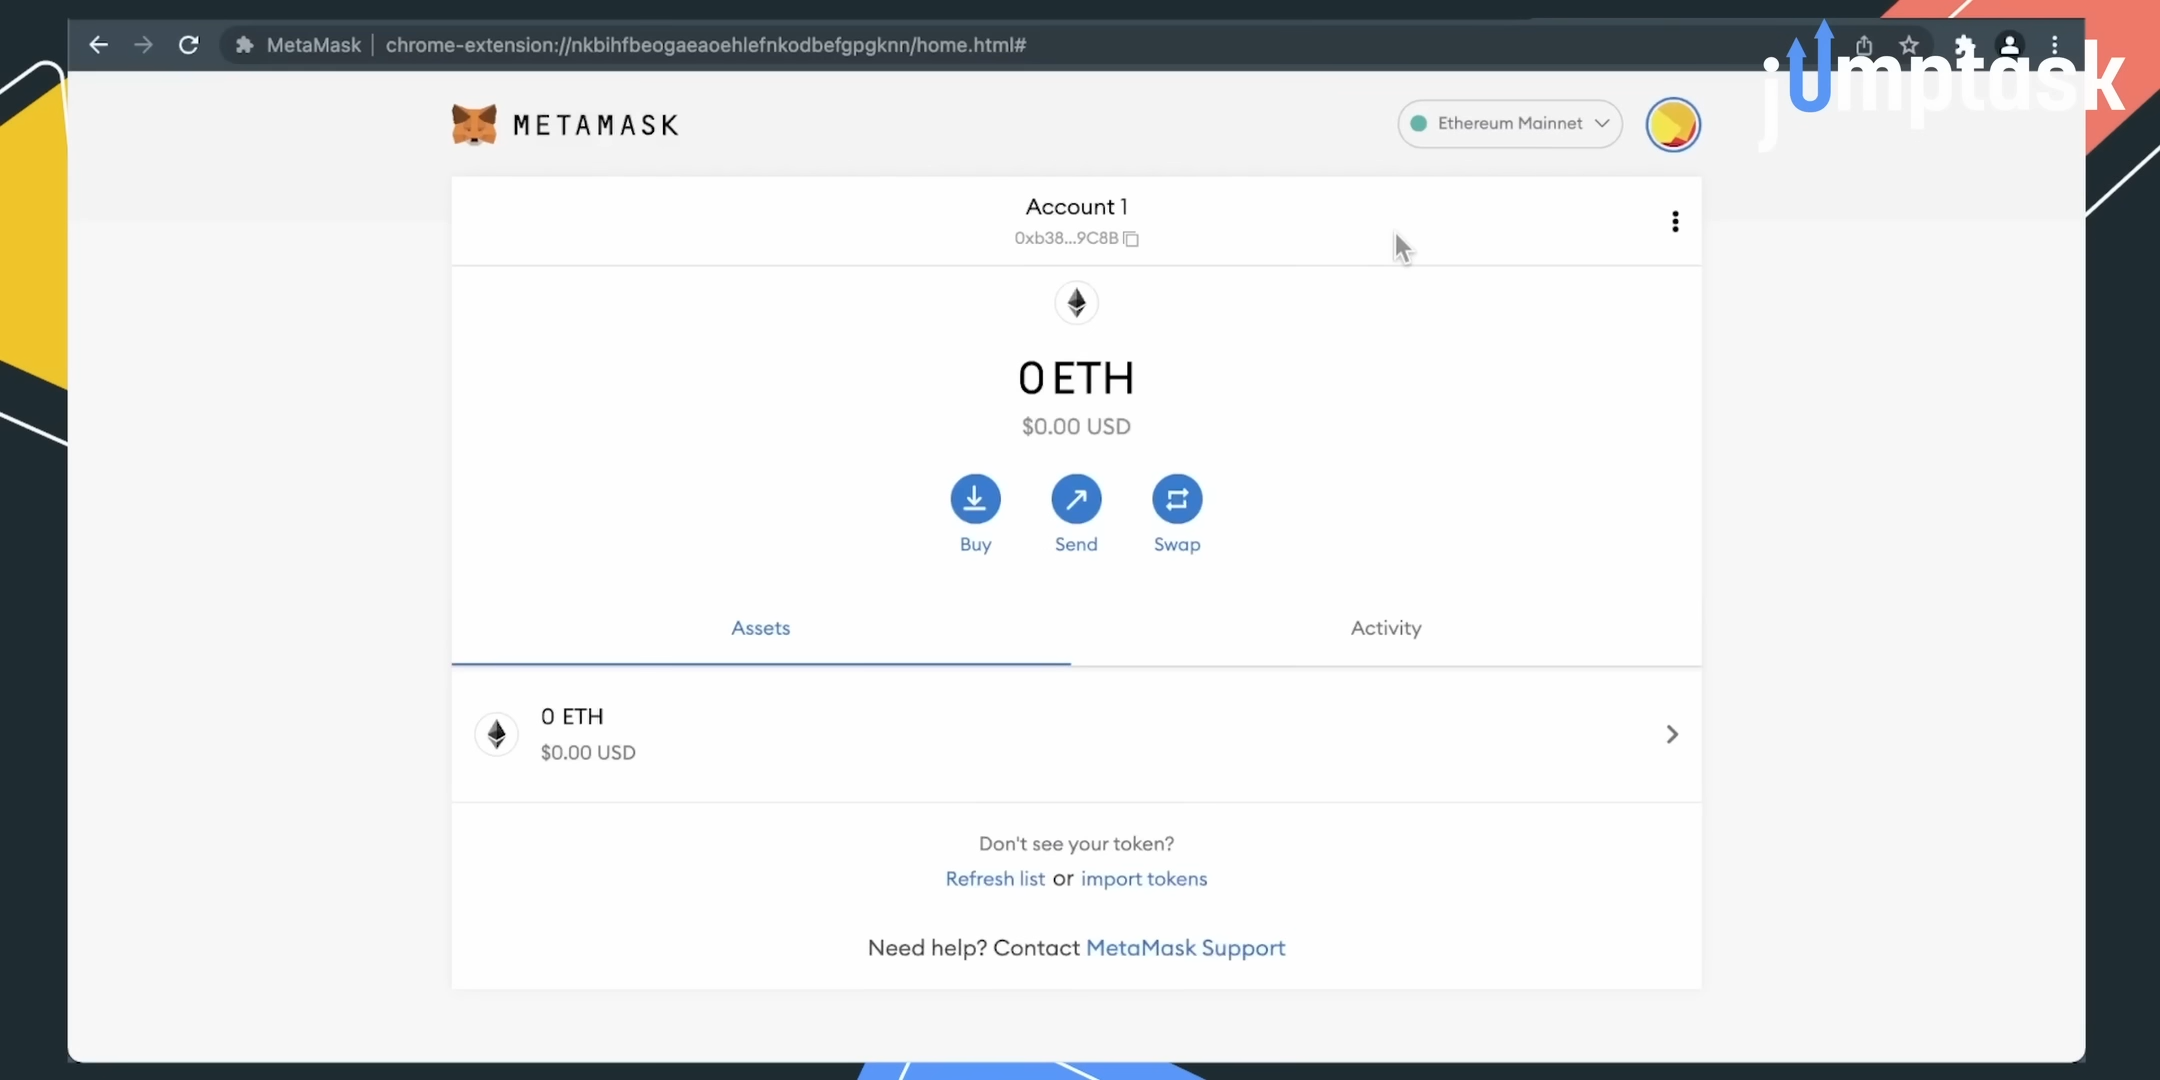 MetaMask | chrome-extension://nkbihfbeogaeaoehlefnkodbefgpgknn/home.html#
jumptask
METAMASK
Ethereum Mainnet
Account 1
0xb38...9C8B
0 ETH
$0.00 USD
Buy Send Swap
Assets Activity
0 ETH
$0.00 USD
Don't see your token?
Refresh list or import tokens
Need help? Contact MetaMask Support